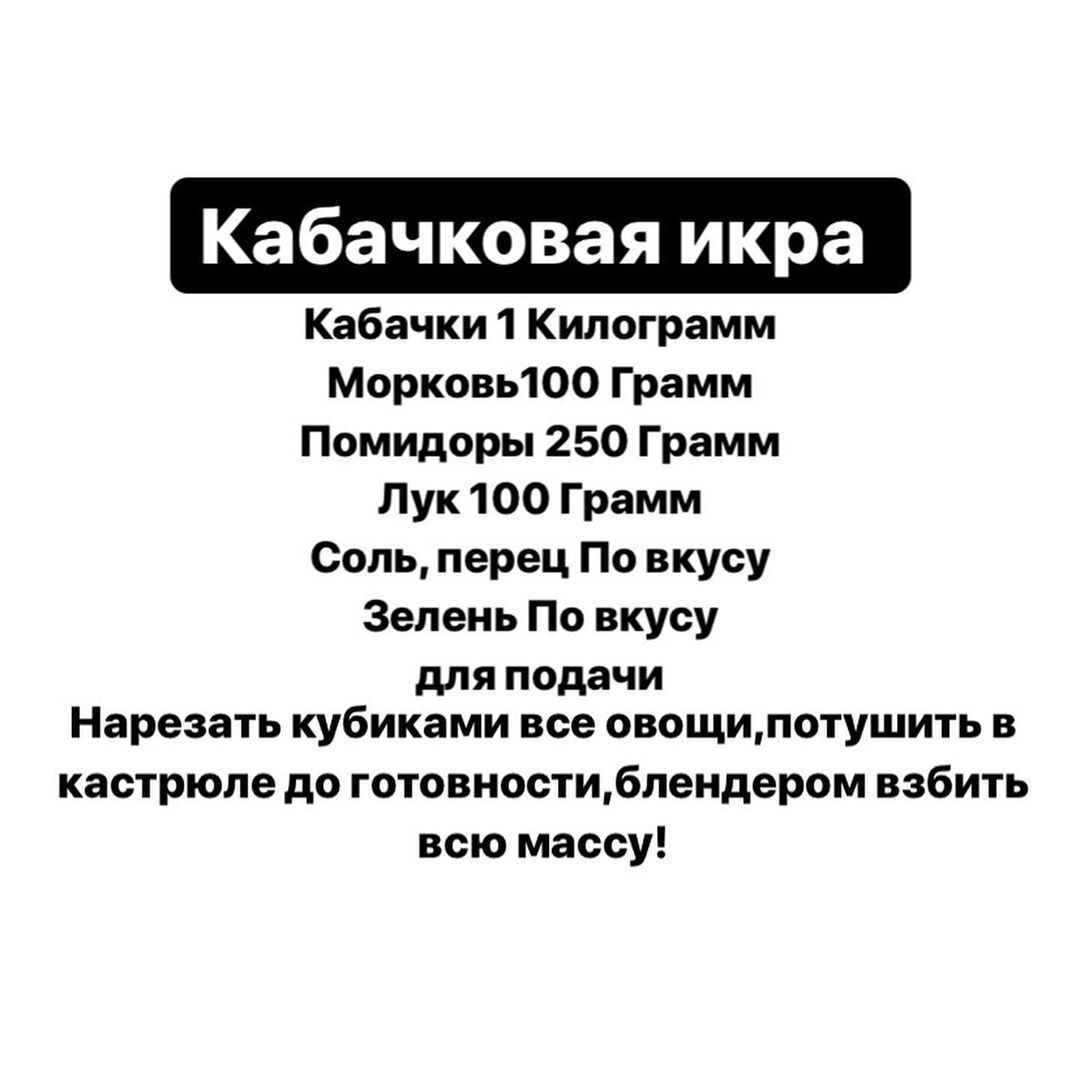 Кабачковая икра
Кабачки 1 Килограмм
Морковь100 Грамм
Помидоры 250 Грамм
Лук 100 Грамм
Соль, перец По вкусу
Зелень По вкусу
для подачи
Нарезать кубиками все овощи,потушить в
кастрюле до готовности,блендером взбить
всю массу!